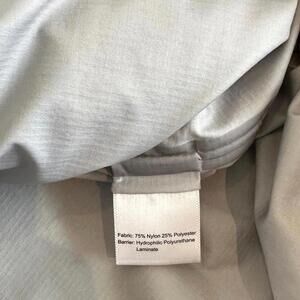 Fabric: 75% Nylon 25% Polyester
Barrier: Hydrophilic Polyurethane
Laminate